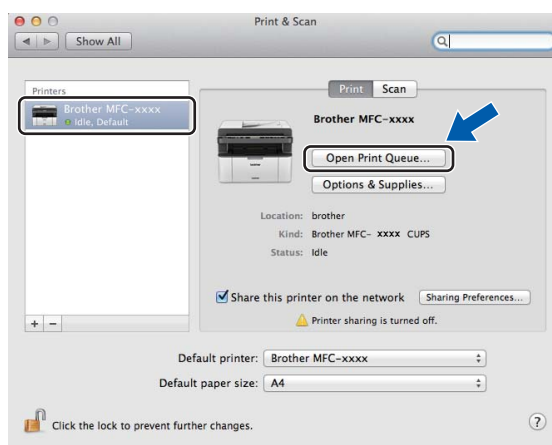 Print & Scan
Show All
Printers
Brother MFC-xxxx
Idle, Default
Print Scan
Brother MFC-xxxx
Open Print Queue...
Options & Supplies...
Location: brother
Kind: Brother MFC- xxxx CUPS
Status: Idle
Share this printer on the network Sharing Preferences...
Printer sharing is turned off.
+ –
Default printer: Brother MFC-xxxx
Default paper size: A4
Click the lock to prevent further changes. ?